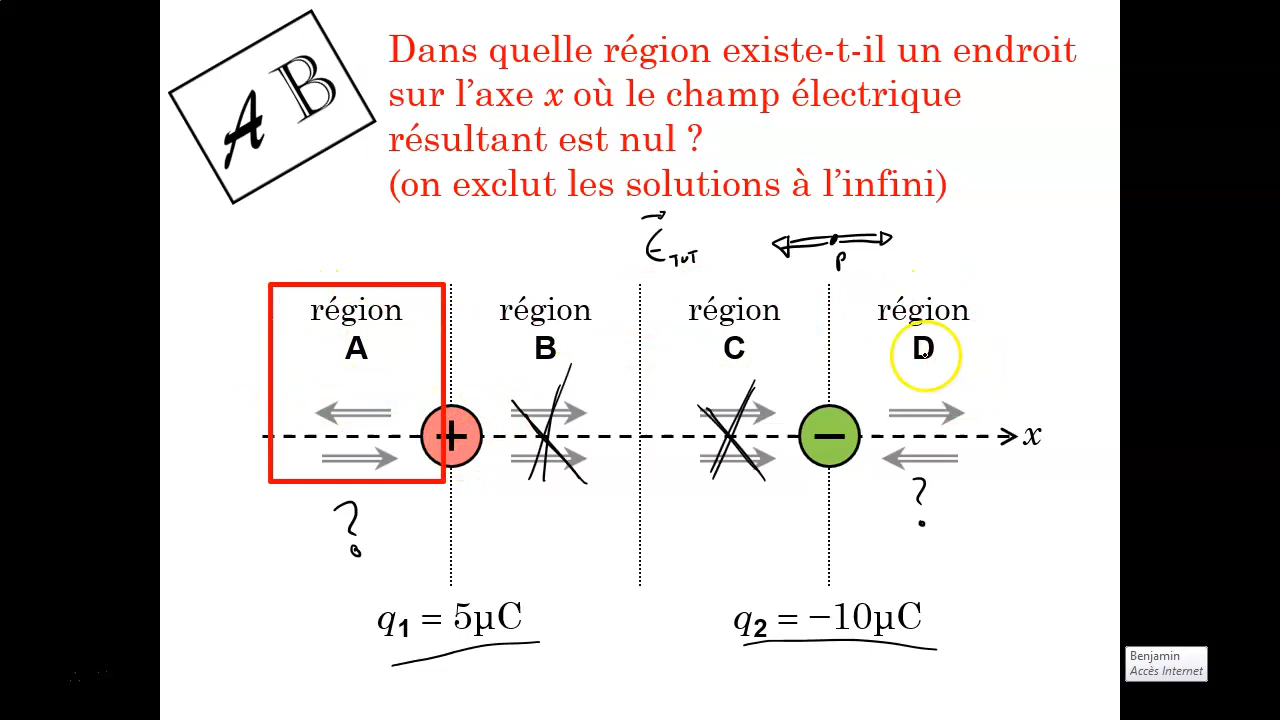 A B
Dans quelle région existe-t-il un endroit
sur l'axe x où le champ électrique
résultant est nul ?
(on exclut les solutions à l'infini)
E TOT
P
région région région région
A B C D
+ − x
? ?
q1 = 5µC q2 = −10µC
Benjamin
Accès Internet